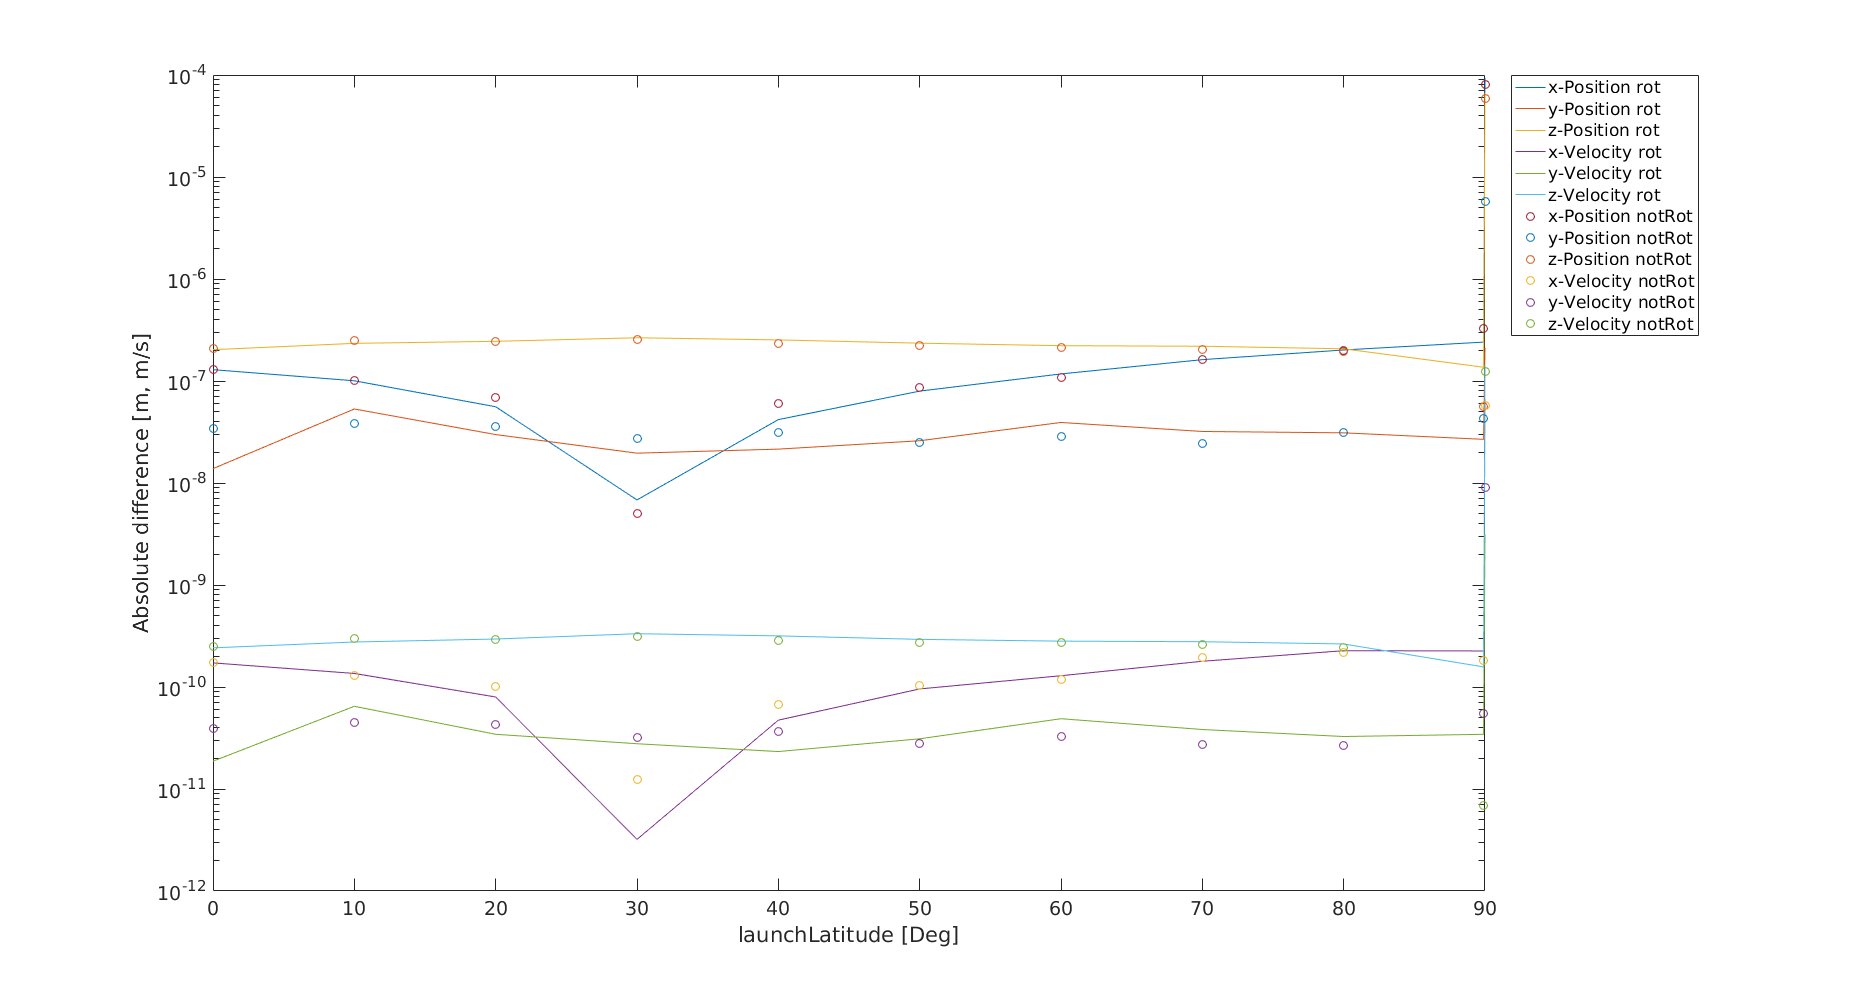 10^-4
10^-5
10^-6
10^-7
10^-8
10^-9
10^-10
10^-11
10^-12
Absolute difference [m, m/s]
0 10 20 30 40 50 60 70 80 90
launchLatitude [Deg]
x-Position rot
y-Position rot
z-Position rot
x-Velocity rot
y-Velocity rot
z-Velocity rot
x-Position notRot
y-Position notRot
z-Position notRot
x-Velocity notRot
y-Velocity notRot
z-Velocity notRot